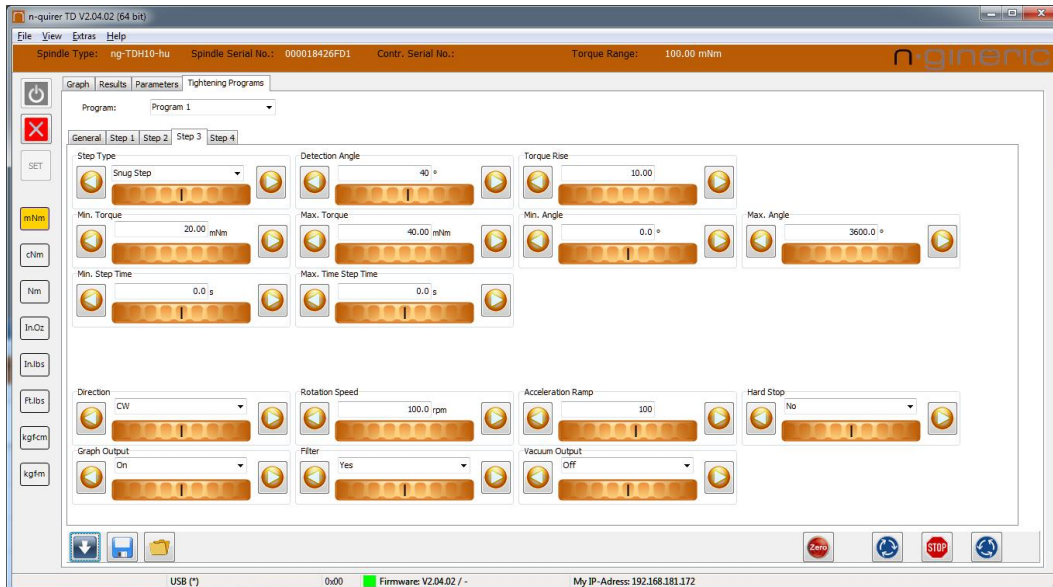 n-quirer TD V2.04.02 (64 bit)
File View Extras Help
Spindle Type: ng-TDH10-hu Spindle Serial No.: 000018426FD1 Contr. Serial No.: Torque Range: 100.00 mNm n-gineric
Graph Results Parameters Tightening Programs
Program: Program 1
General Step 1 Step 2 Step 3 Step 4
SET
mNm
cNm
Nm
In.Oz
In.lbs
Ft.lbs
kgfcm
kgfm
Step Type Detection Angle Torque Rise
Snug Step 40 ° 10.00
Min. Torque Max. Torque Min. Angle Max. Angle
20.00 mNm 40.00 mNm 0.0 ° 3600.0 °
Min. Step Time Max. Time Step Time
0.0 s 0.0 s
Direction Rotation Speed Acceleration Ramp Hard Stop
CW 100.0 rpm 100 No
Graph Output Filter Vacuum Output
On Yes Off
Zero STOP
USB (*) 0x00 Firmware: V2.04.02 / - My IP-Adress: 192.168.181.172